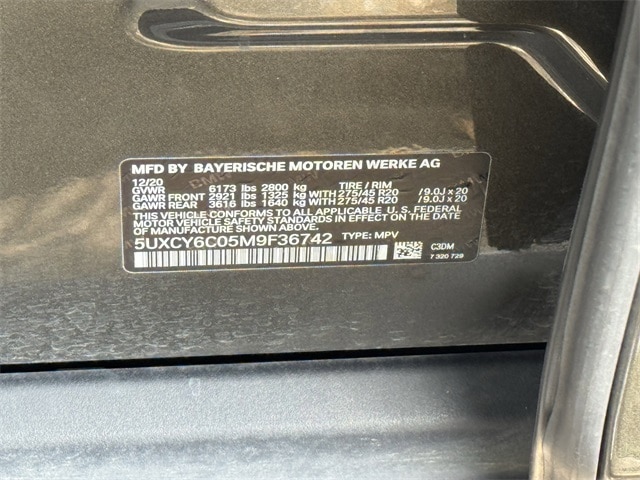 MFD BY BAYERISCHE MOTOREN WERKE AG
12/20 TIRE / RIM
GVWR 6173 lbs 2800 kg
GAWR FRONT 2921 lbs 1325 kg WITH 275/45 R20 / 9.0J x 20
GAWR REAR 3616 lbs 1640 kg WITH 275/45 R20 / 9.0J x 20
THIS VEHICLE CONFORMS TO ALL APPLICABLE U.S. FEDERAL
MOTOR VEHICLE SAFETY STANDARDS IN EFFECT ON THE DATE
OF MANUFACTURE SHOWN ABOVE.
5UXCY6C05M9F36742 TYPE: MPV
C3DM
7 320 729